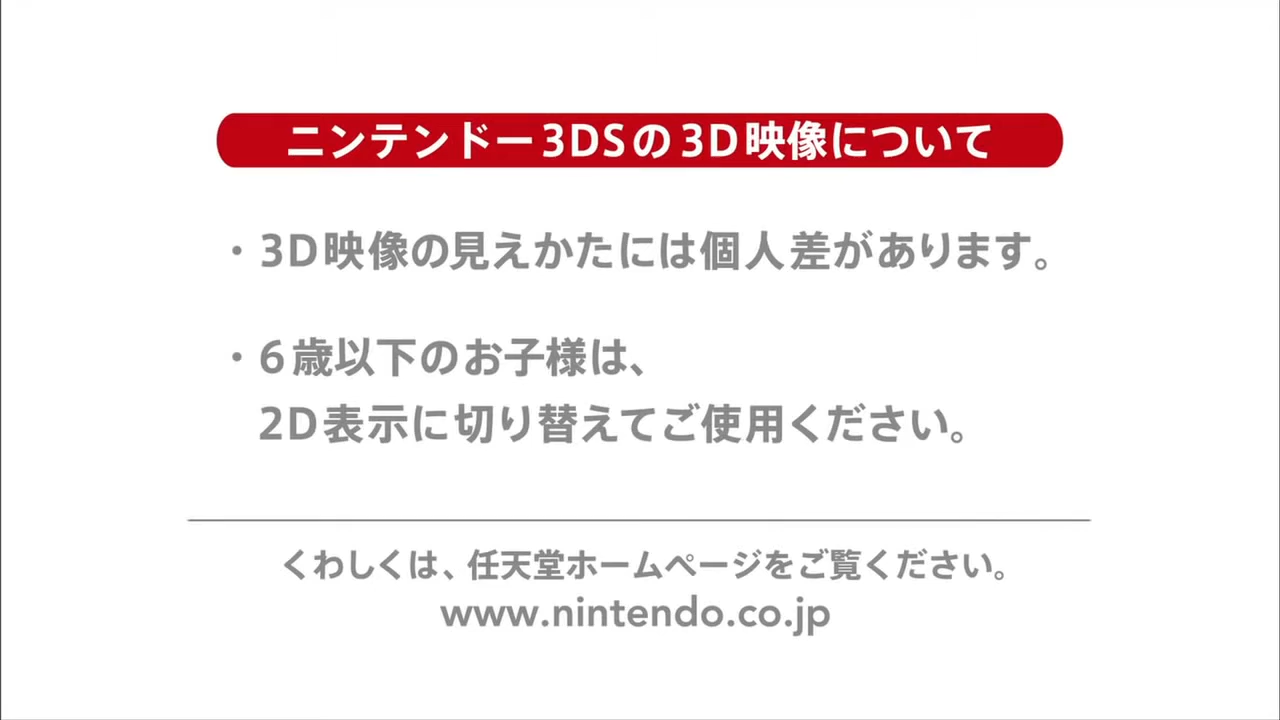 ニンテンドー3DSの3D映像について
・3D映像の見えかたには個人差があります。
・6歳以下のお子様は、
2D表示に切り替えてご使用ください。
くわしくは、任天堂ホームページをご覧ください。
www.nintendo.co.jp